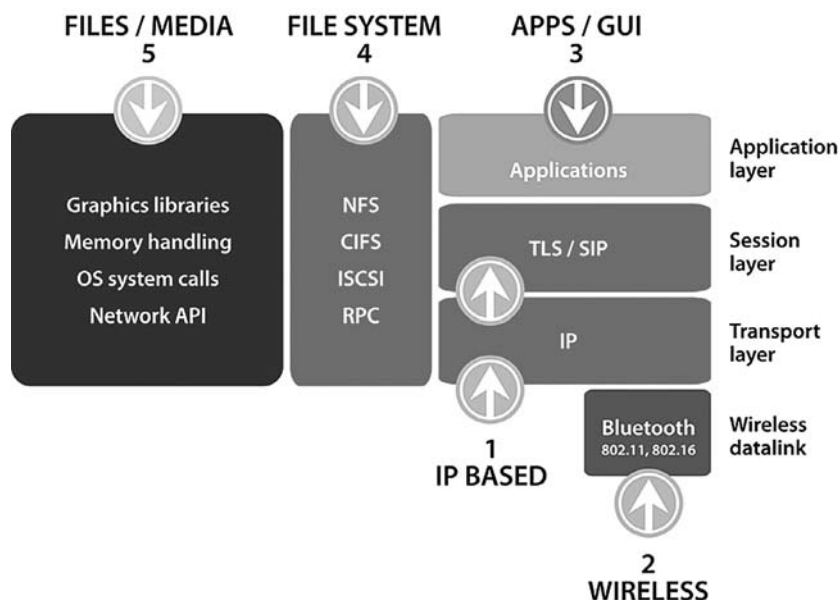 FILES / MEDIA
5
FILE SYSTEM
4
APPS / GUI
3
Graphics libraries
Memory handling
OS system calls
Network API
NFS
CIFS
ISCSI
RPC
Applications
Application
layer
TLS / SIP
Session
layer
IP
Transport
layer
Bluetooth
802.11, 802.16
Wireless
datalink
1
IP BASED
2
WIRELESS